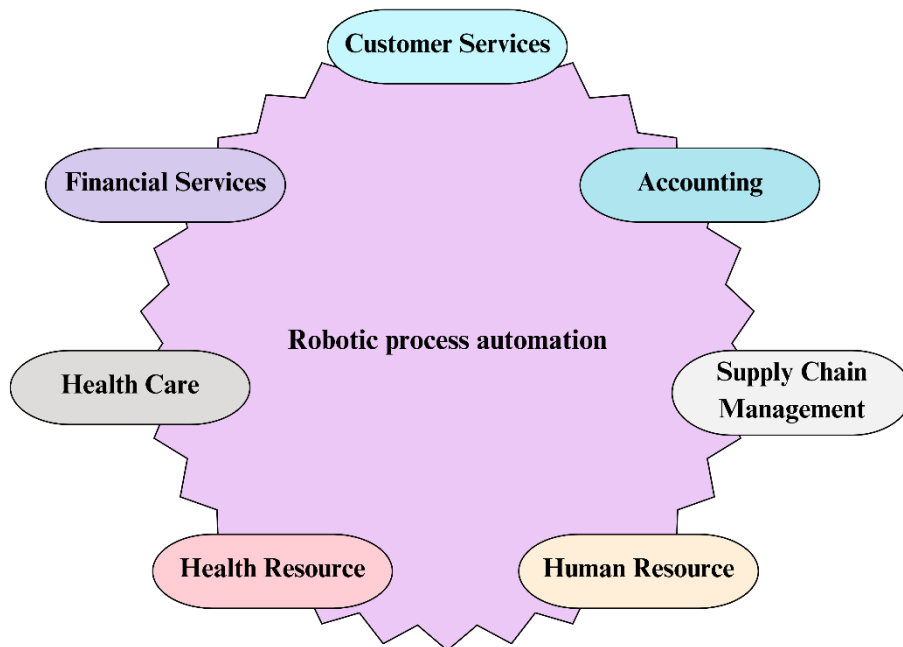 Customer Services
Financial Services
Accounting
Robotic process automation
Health Care
Supply Chain
Management
Health Resource
Human Resource